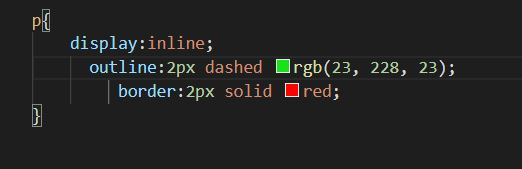 p{
display:inline;
outline:2px dashed rgb(23, 228, 23);
border:2px solid red;
}